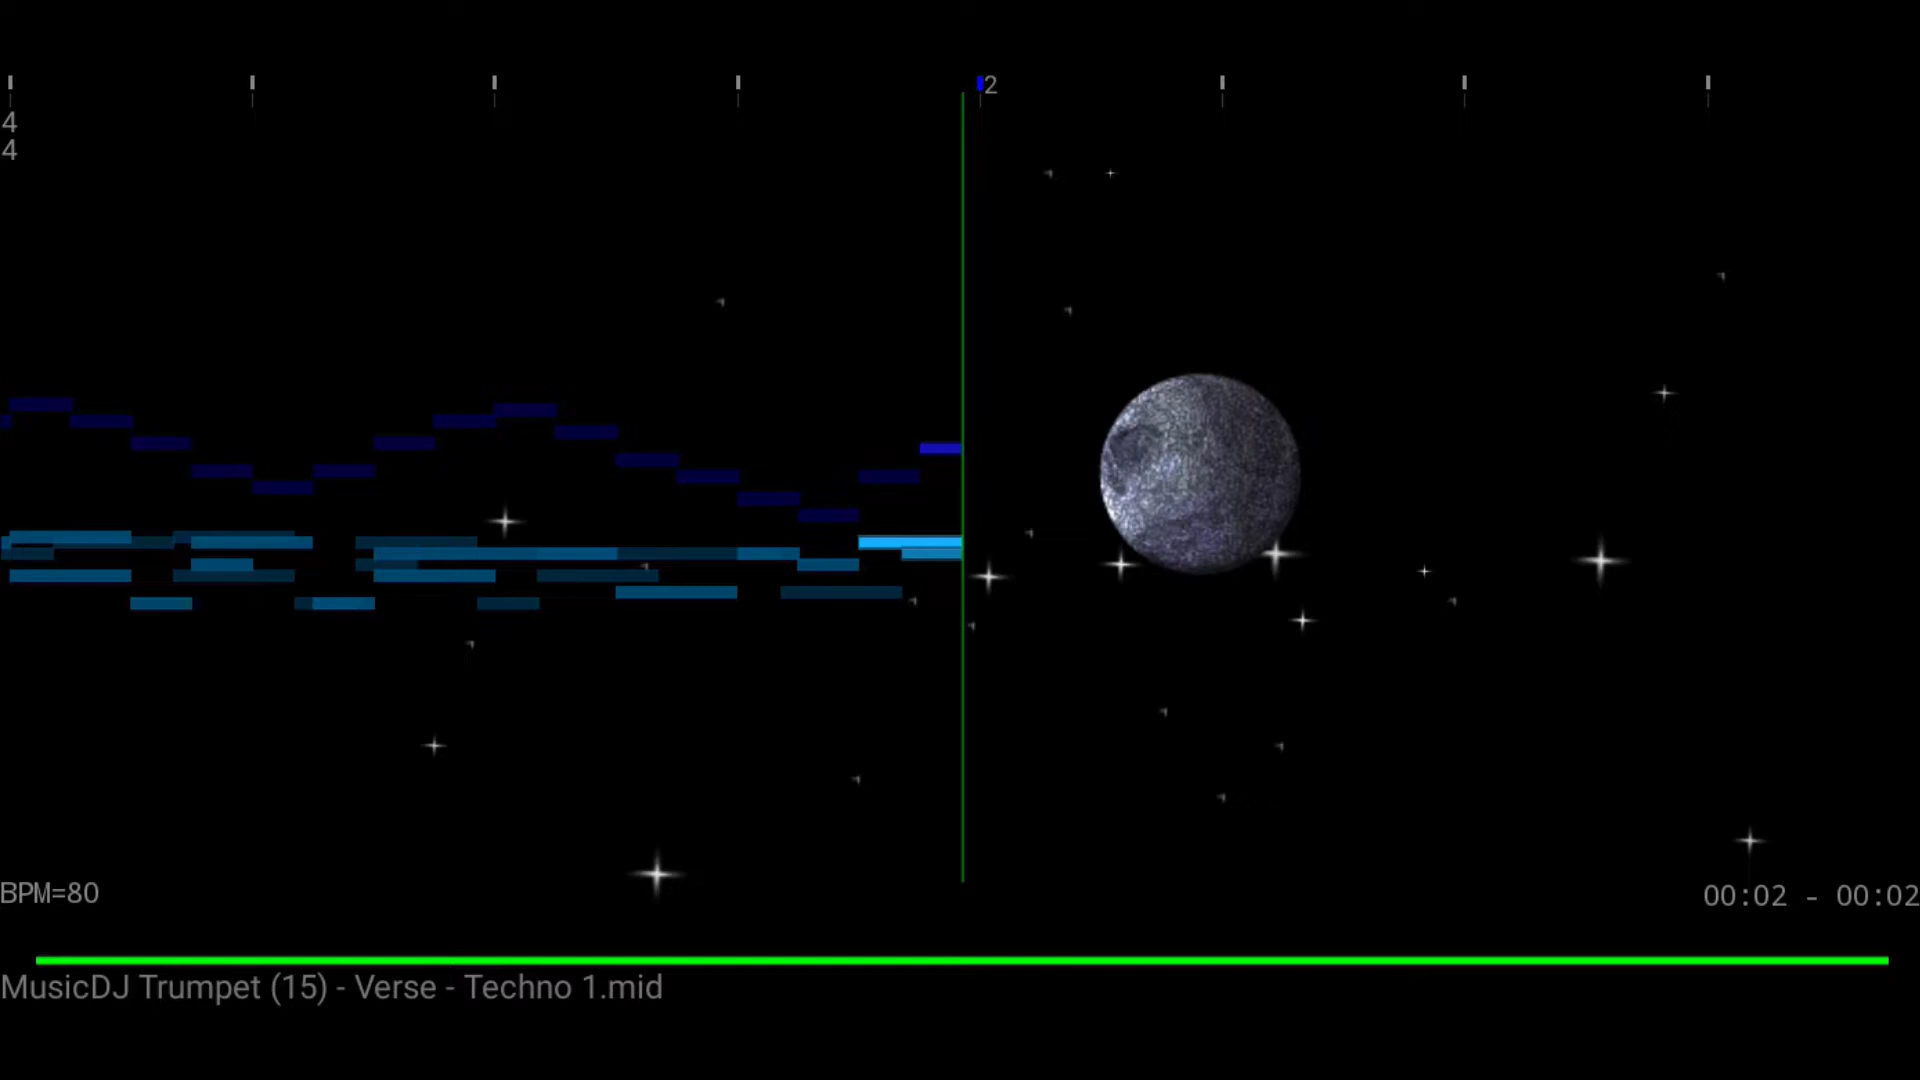 2
4
4
BPM=80
00:02 - 00:02
MusicDJ Trumpet (15) - Verse - Techno 1.mid